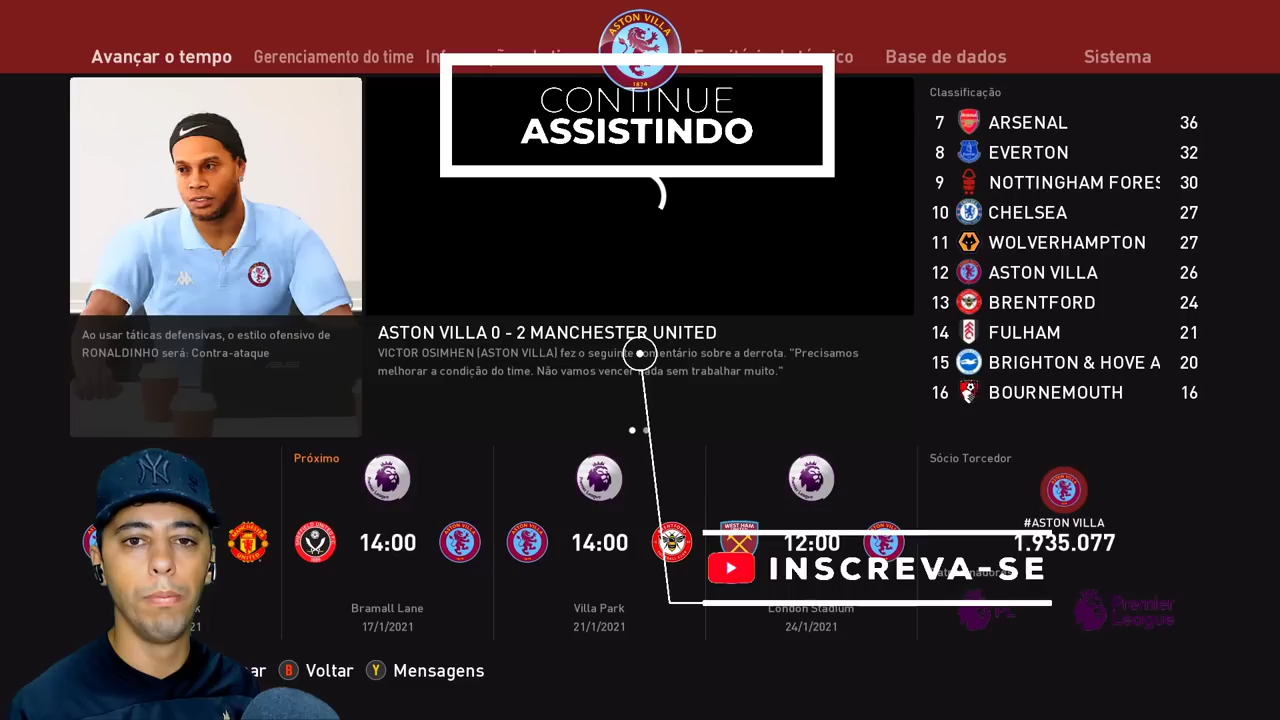 Avançar o tempo
Gerenciamento do time
Base de dados
Sistema
ASTON VILLA
1874
CONTINUE
ASSISTINDO
Classificação
7 ARSENAL 36
8 EVERTON 32
9 NOTTINGHAM FORES 30
10 CHELSEA 27
11 WOLVERHAMPTON 27
12 ASTON VILLA 26
13 BRENTFORD 24
14 FULHAM 21
15 BRIGHTON & HOVE A 20
16 BOURNEMOUTH 16
Ao usar táticas defensivas, o estilo ofensivo de
RONALDINHO será: Contra-ataque
ASTON VILLA 0 - 2 MANCHESTER UNITED
VICTOR OSIMHEN (ASTON VILLA) fez o seguinte comentário sobre a derrota. "Precisamos
melhorar a condição do time. Não vamos vencer nada sem trabalhar muito."
Próximo
14:00
Bramall Lane
17/1/2021
14:00
Villa Park
21/1/2021
WEST HAM
12:00
London Stadium
24/1/2021
Sócio Torcedor
#ASTON VILLA
1.935.077
INSCREVA-SE
Premier
League
B Voltar
Y Mensagens